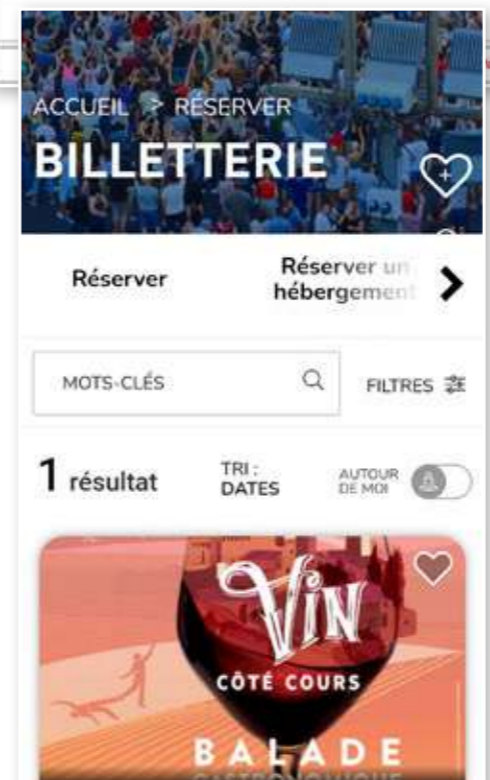 ACCUEIL > RÉSERVER
BILLETTERIE
Réserver
Réserver un
hébergement
MOTS-CLÉS
FILTRES
1 résultat
TRI :
DATES
AUTOUR
DE MOI
VIN
CÔTÉ COURS
BALADE